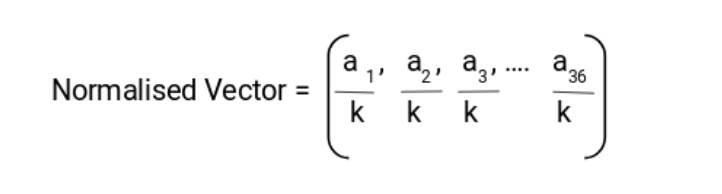 a₁, a₂, a₃, .... a₃₆
Normalised Vector =
k k k k